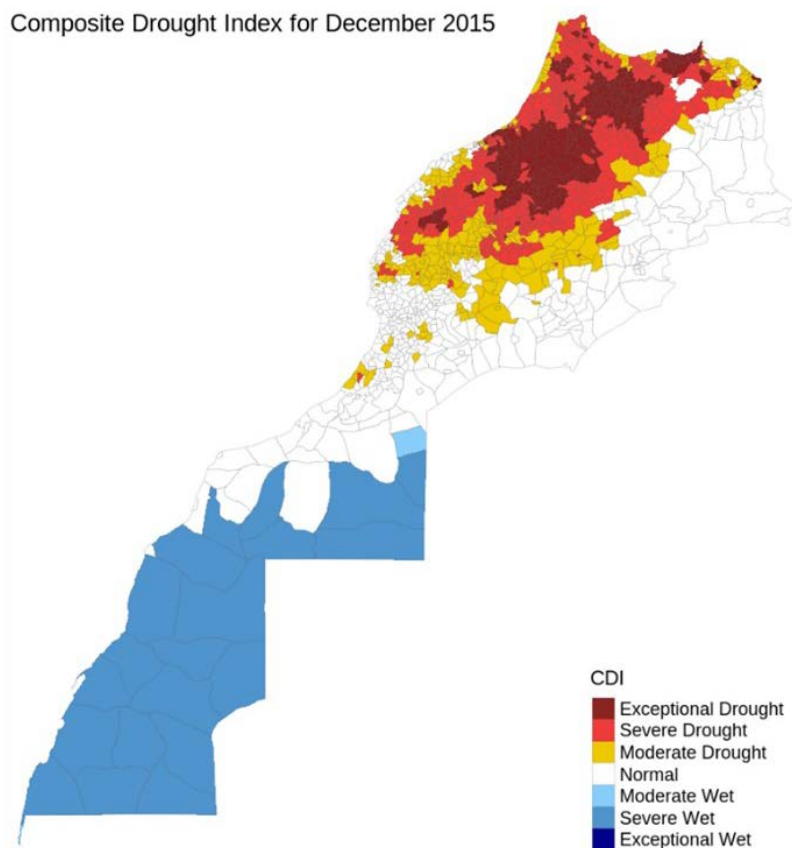 Composite Drought Index for December 2015
CDI
Exceptional Drought
Severe Drought
Moderate Drought
Normal
Moderate Wet
Severe Wet
Exceptional Wet